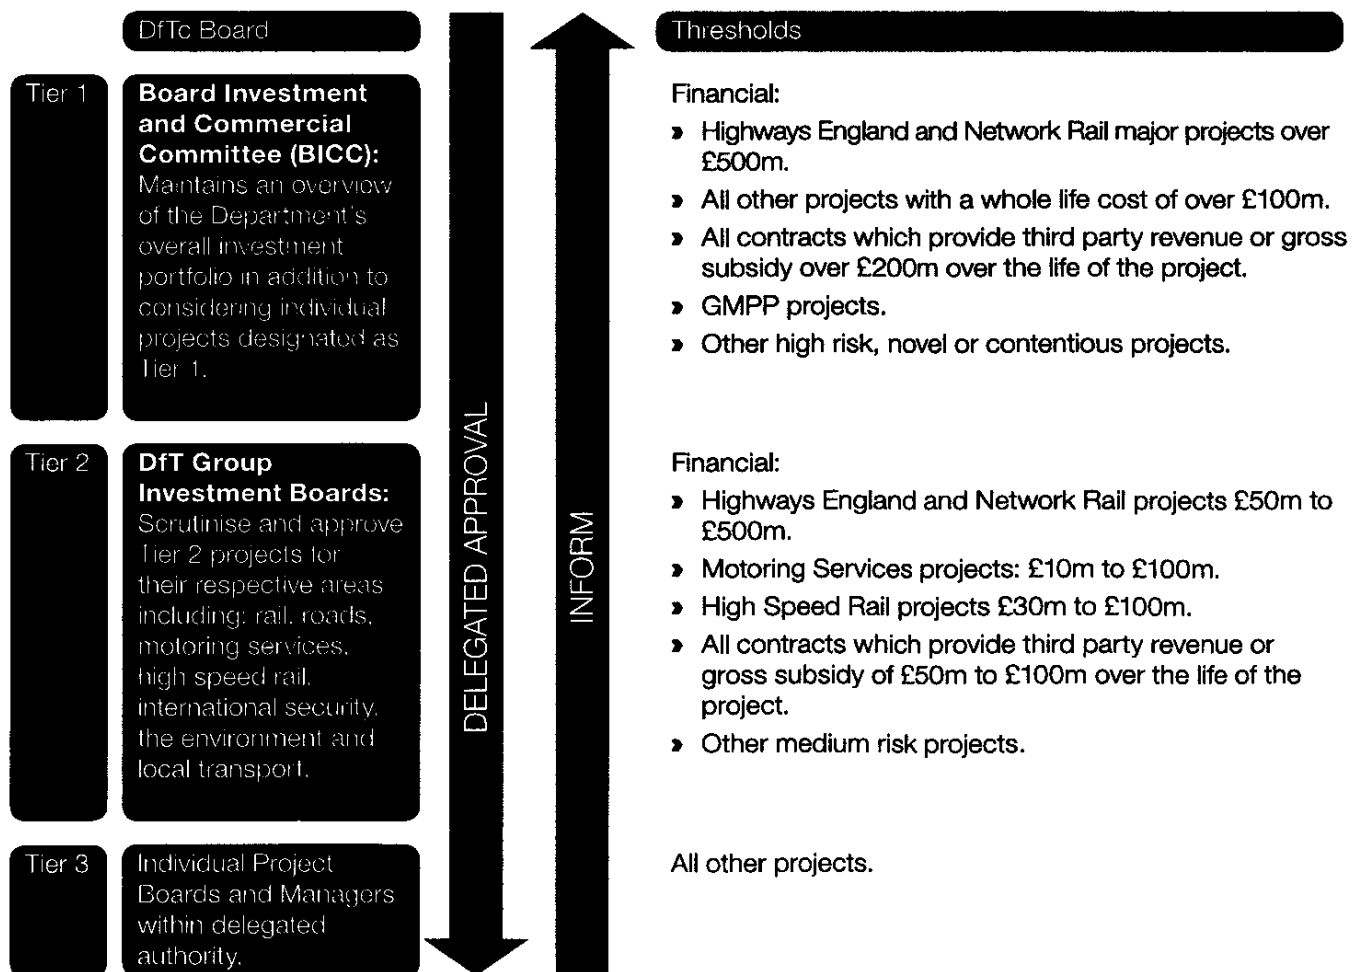 DfTc Board
Thresholds
Tier 1
Board Investment
and Commercial
Committee (BICC):
Maintains an overview
of the Department's
overall investment
portfolio in addition to
considering individual
projects designated as
Tier 1.
Financial:
» Highways England and Network Rail major projects over
£500m.
» All other projects with a whole life cost of over £100m.
» All contracts which provide third party revenue or gross
subsidy over £200m over the life of the project.
» GMPP projects.
» Other high risk, novel or contentious projects.
DELEGATED APPROVAL
INFORM
Tier 2
DfT Group
Investment Boards:
Scrutinise and approve
Tier 2 projects for
their respective areas
including: rail, roads,
motoring services,
high speed rail,
international security,
the environment and
local transport.
Financial:
» Highways England and Network Rail projects £50m to
£500m.
» Motoring Services projects: £10m to £100m.
» High Speed Rail projects £30m to £100m.
» All contracts which provide third party revenue or
gross subsidy of £50m to £100m over the life of the
project.
» Other medium risk projects.
Tier 3
Individual Project
Boards and Managers
within delegated
authority.
All other projects.